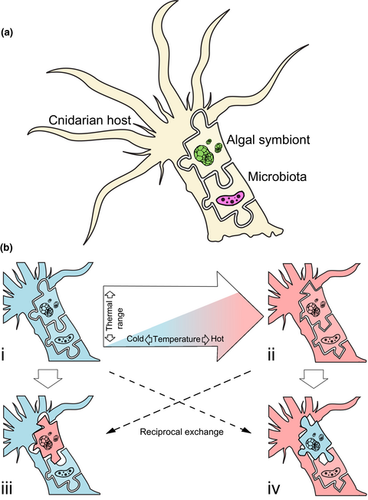 (a)
Cnidarian host
Algal symbiont
Microbiota
(b)
Thermal
range
Cold Temperature Hot
i
ii
Reciprocal exchange
iii
iv